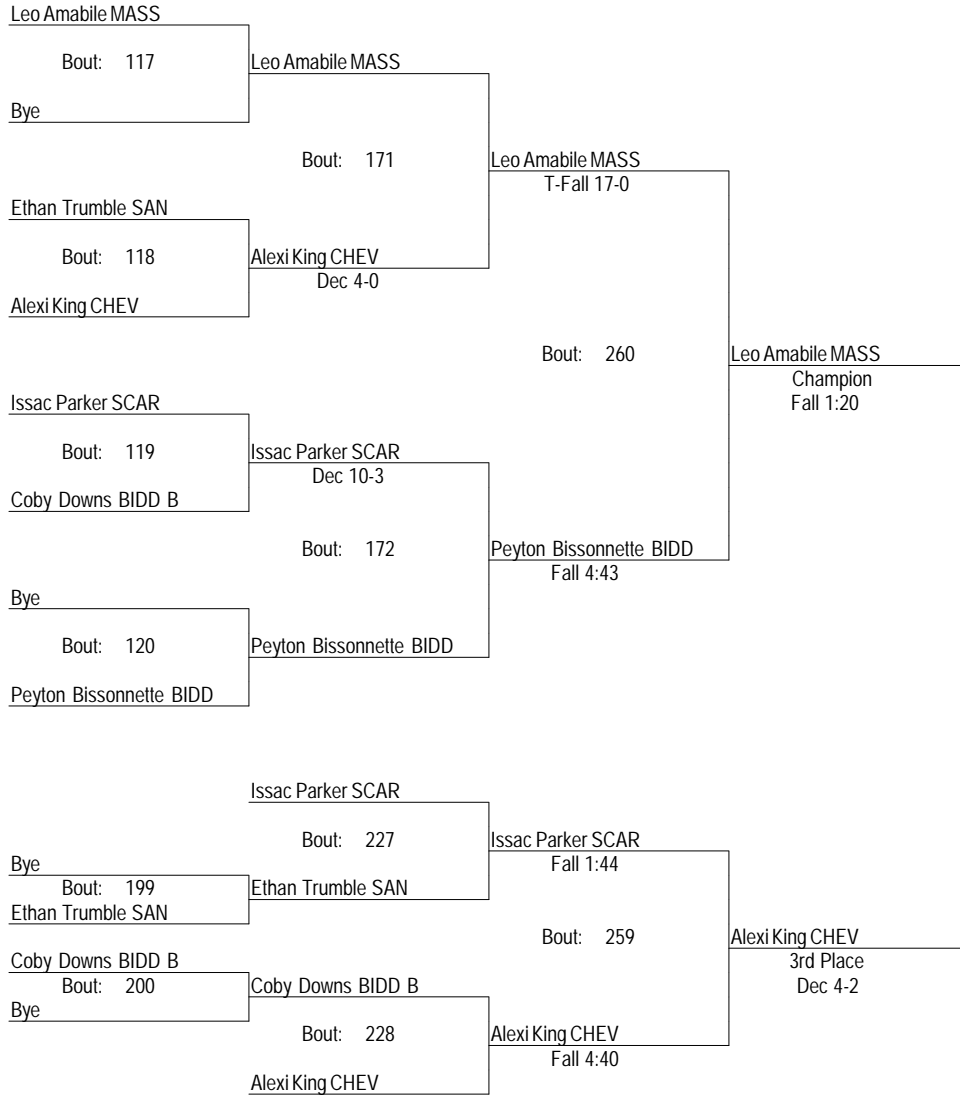 Leo Amabile MASS
Bout: 117 Leo Amabile MASS
Bye
Bout: 171 Leo Amabile MASS
T-Fall 17-0
Ethan Trumble SAN
Bout: 118 Alexi King CHEV
Dec 4-0
Alexi King CHEV
Bout: 260 Leo Amabile MASS
Champion
Issac Parker SCAR Fall 1:20
Bout: 119 Issac Parker SCAR
Dec 10-3
Coby Downs BIDD B
Bout: 172 Peyton Bissonnette BIDD
Fall 4:43
Bye
Bout: 120 Peyton Bissonnette BIDD
Peyton Bissonnette BIDD
Issac Parker SCAR
Bout: 227 Issac Parker SCAR
Bye Fall 1:44
Bout: 199 Ethan Trumble SAN
Ethan Trumble SAN
Bout: 259 Alexi King CHEV
Coby Downs BIDD B 3rd Place
Bout: 200 Coby Downs BIDD B Dec 4-2
Bye
Bout: 228 Alexi King CHEV
Fall 4:40
Alexi King CHEV